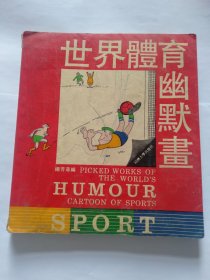 世界體育
幽默畫
PICKED WORKS OF
THE WORLD'S
HUMOUR
CARTOON OF SPORTS
SPORT